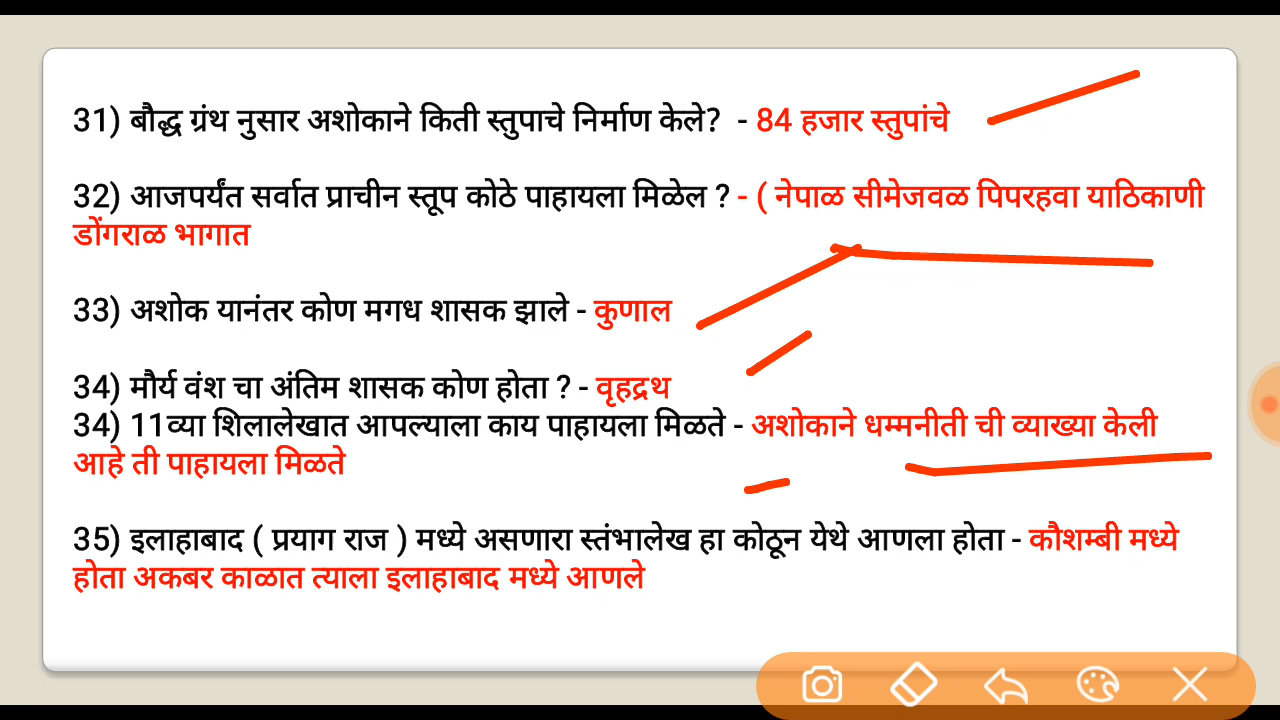 31) बौद्ध ग्रंथ नुसार अशोकाने किती स्तुपाचे निर्माण केले? - 84 हजार स्तुपांचे
32) आजपर्यंत सर्वात प्राचीन स्तूप कोठे पाहायला मिळेल ? - ( नेपाळ सीमेजवळ पिपरहवा याठिकाणी
डोंगराळ भागात
33) अशोक यानंतर कोण मगध शासक झाले - कुणाल
34) मौर्य वंश चा अंतिम शासक कोण होता ? - वृहद्रथ
34) 11व्या शिलालेखात आपल्याला काय पाहायला मिळते - अशोकाने धम्मनीती ची व्याख्या केली
आहे ती पाहायला मिळते
35) इलाहाबाद ( प्रयाग राज ) मध्ये असणारा स्तंभालेख हा कोठून येथे आणला होता - कौशम्बी मध्ये
होता अकबर काळात त्याला इलाहाबाद मध्ये आणले